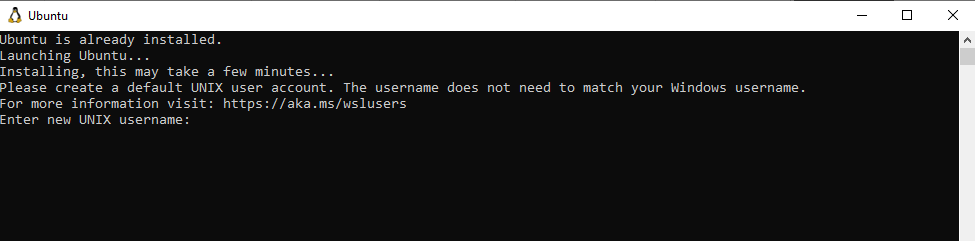 Ubuntu
Ubuntu is already installed.
Launching Ubuntu...
Installing, this may take a few minutes...
Please create a default UNIX user account. The username does not need to match your Windows username.
For more information visit: https://aka.ms/wslusers
Enter new UNIX username: